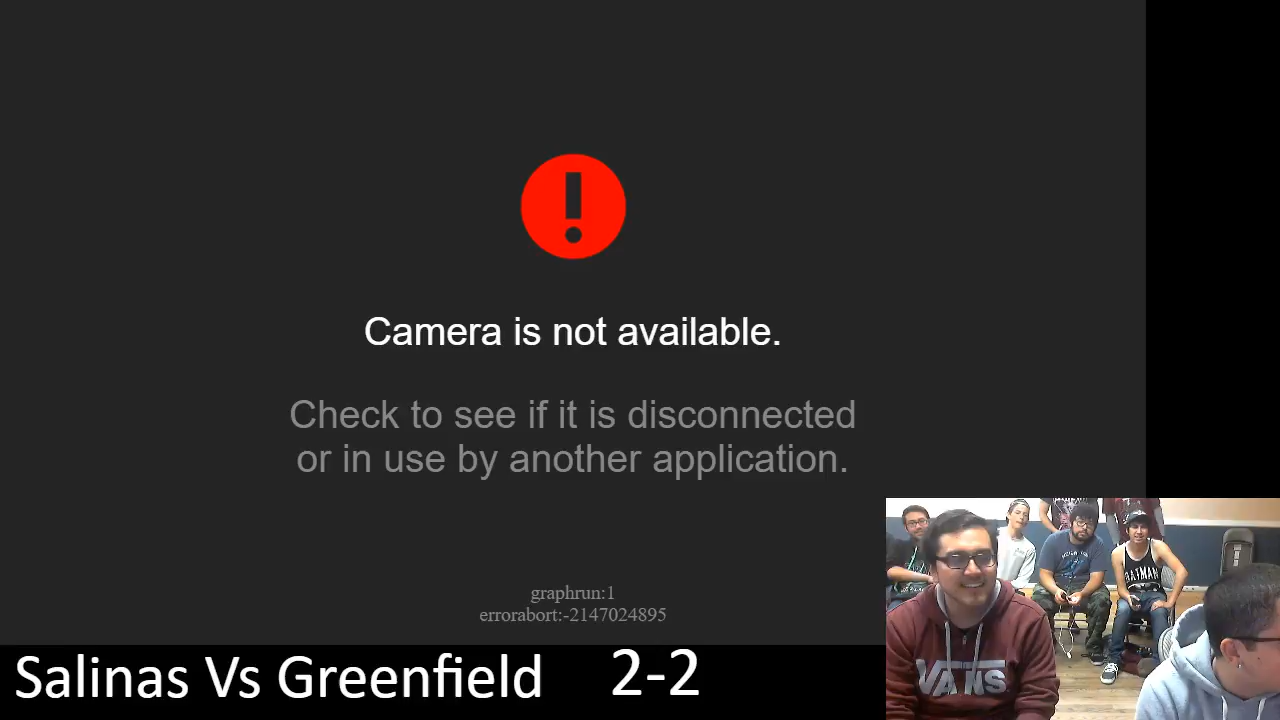 Camera is not available.
Check to see if it is disconnected
or in use by another application.
graphrun:1
errorabort:-2147024895
Salinas Vs Greenfield 2-2
VANS
BATMAN